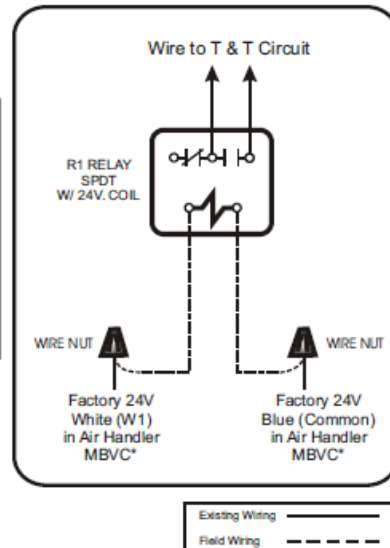 Wire to T & T Circuit
R1 RELAY
SPDT
W/ 24V. COIL
WIRE NUT
WIRE NUT
Factory 24V
White (W1)
in Air Handler
MBVC*
Factory 24V
Blue (Common)
in Air Handler
MBVC*
Existing Wiring
Field Wiring